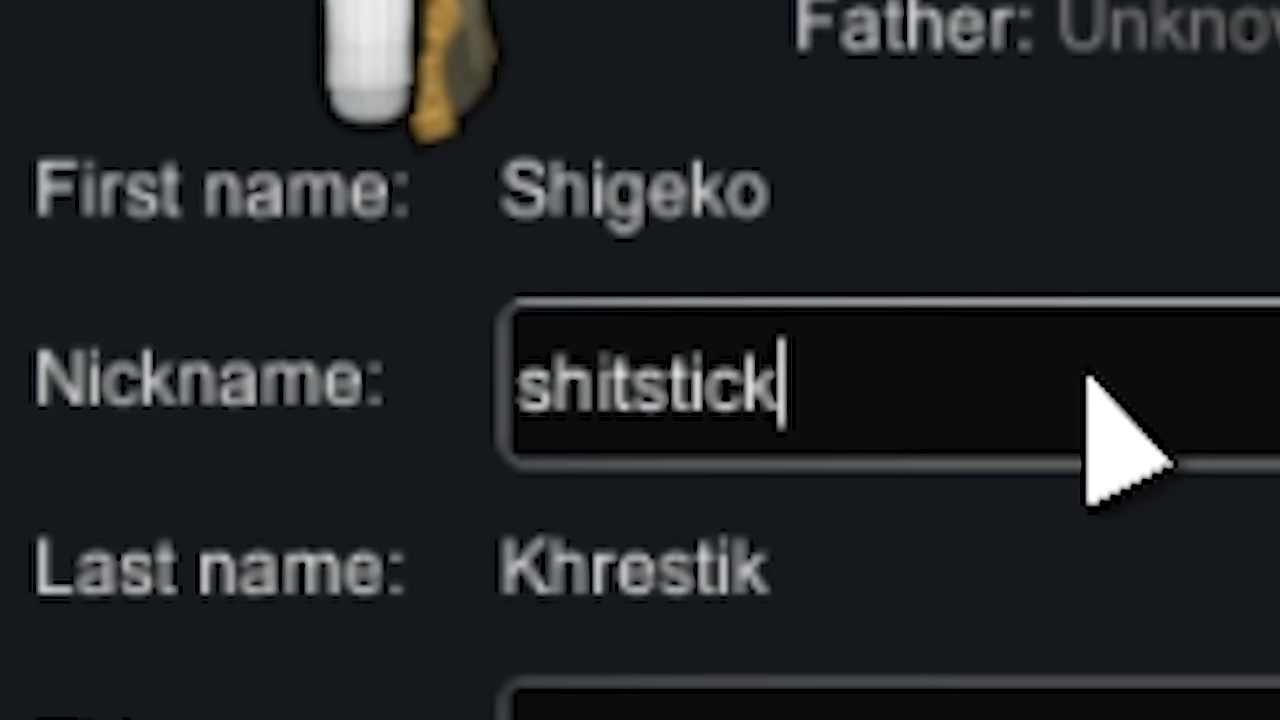 Father: Unknow
First name: Shigeko
Nickname: shitstick
Last name: Khrestik